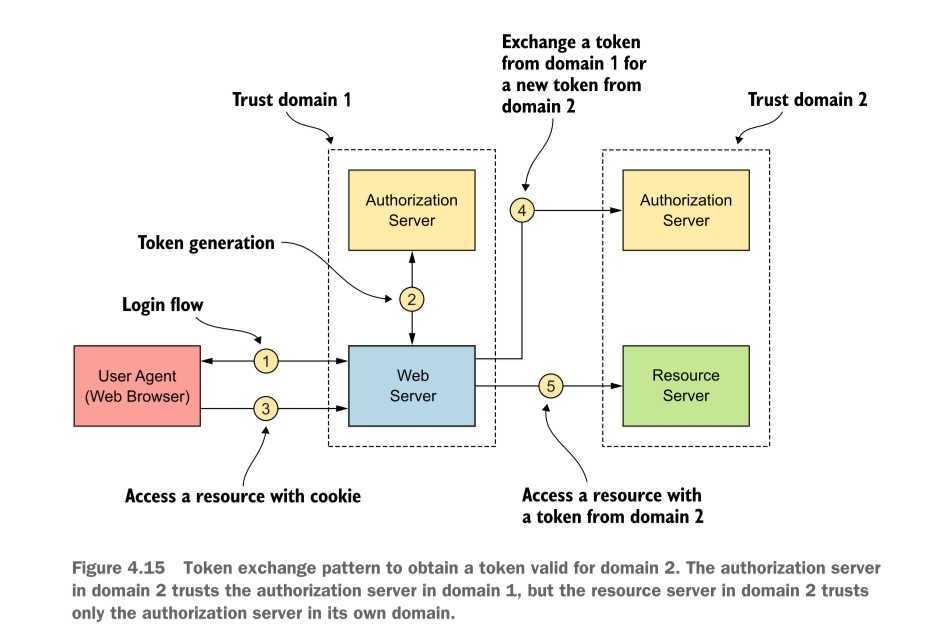 Exchange a token
from domain 1 for
a new token from
domain 2
Trust domain 1
Trust domain 2
Authorization
Server
4
Authorization
Server
Token generation
2
Login flow
1
User Agent
(Web Browser)
Web
Server
5
Resource
Server
3
Access a resource with cookie
Access a resource with
a token from domain 2
Figure 4.15 Token exchange pattern to obtain a token valid for domain 2. The authorization server
in domain 2 trusts the authorization server in domain 1, but the resource server in domain 2 trusts
only the authorization server in its own domain.